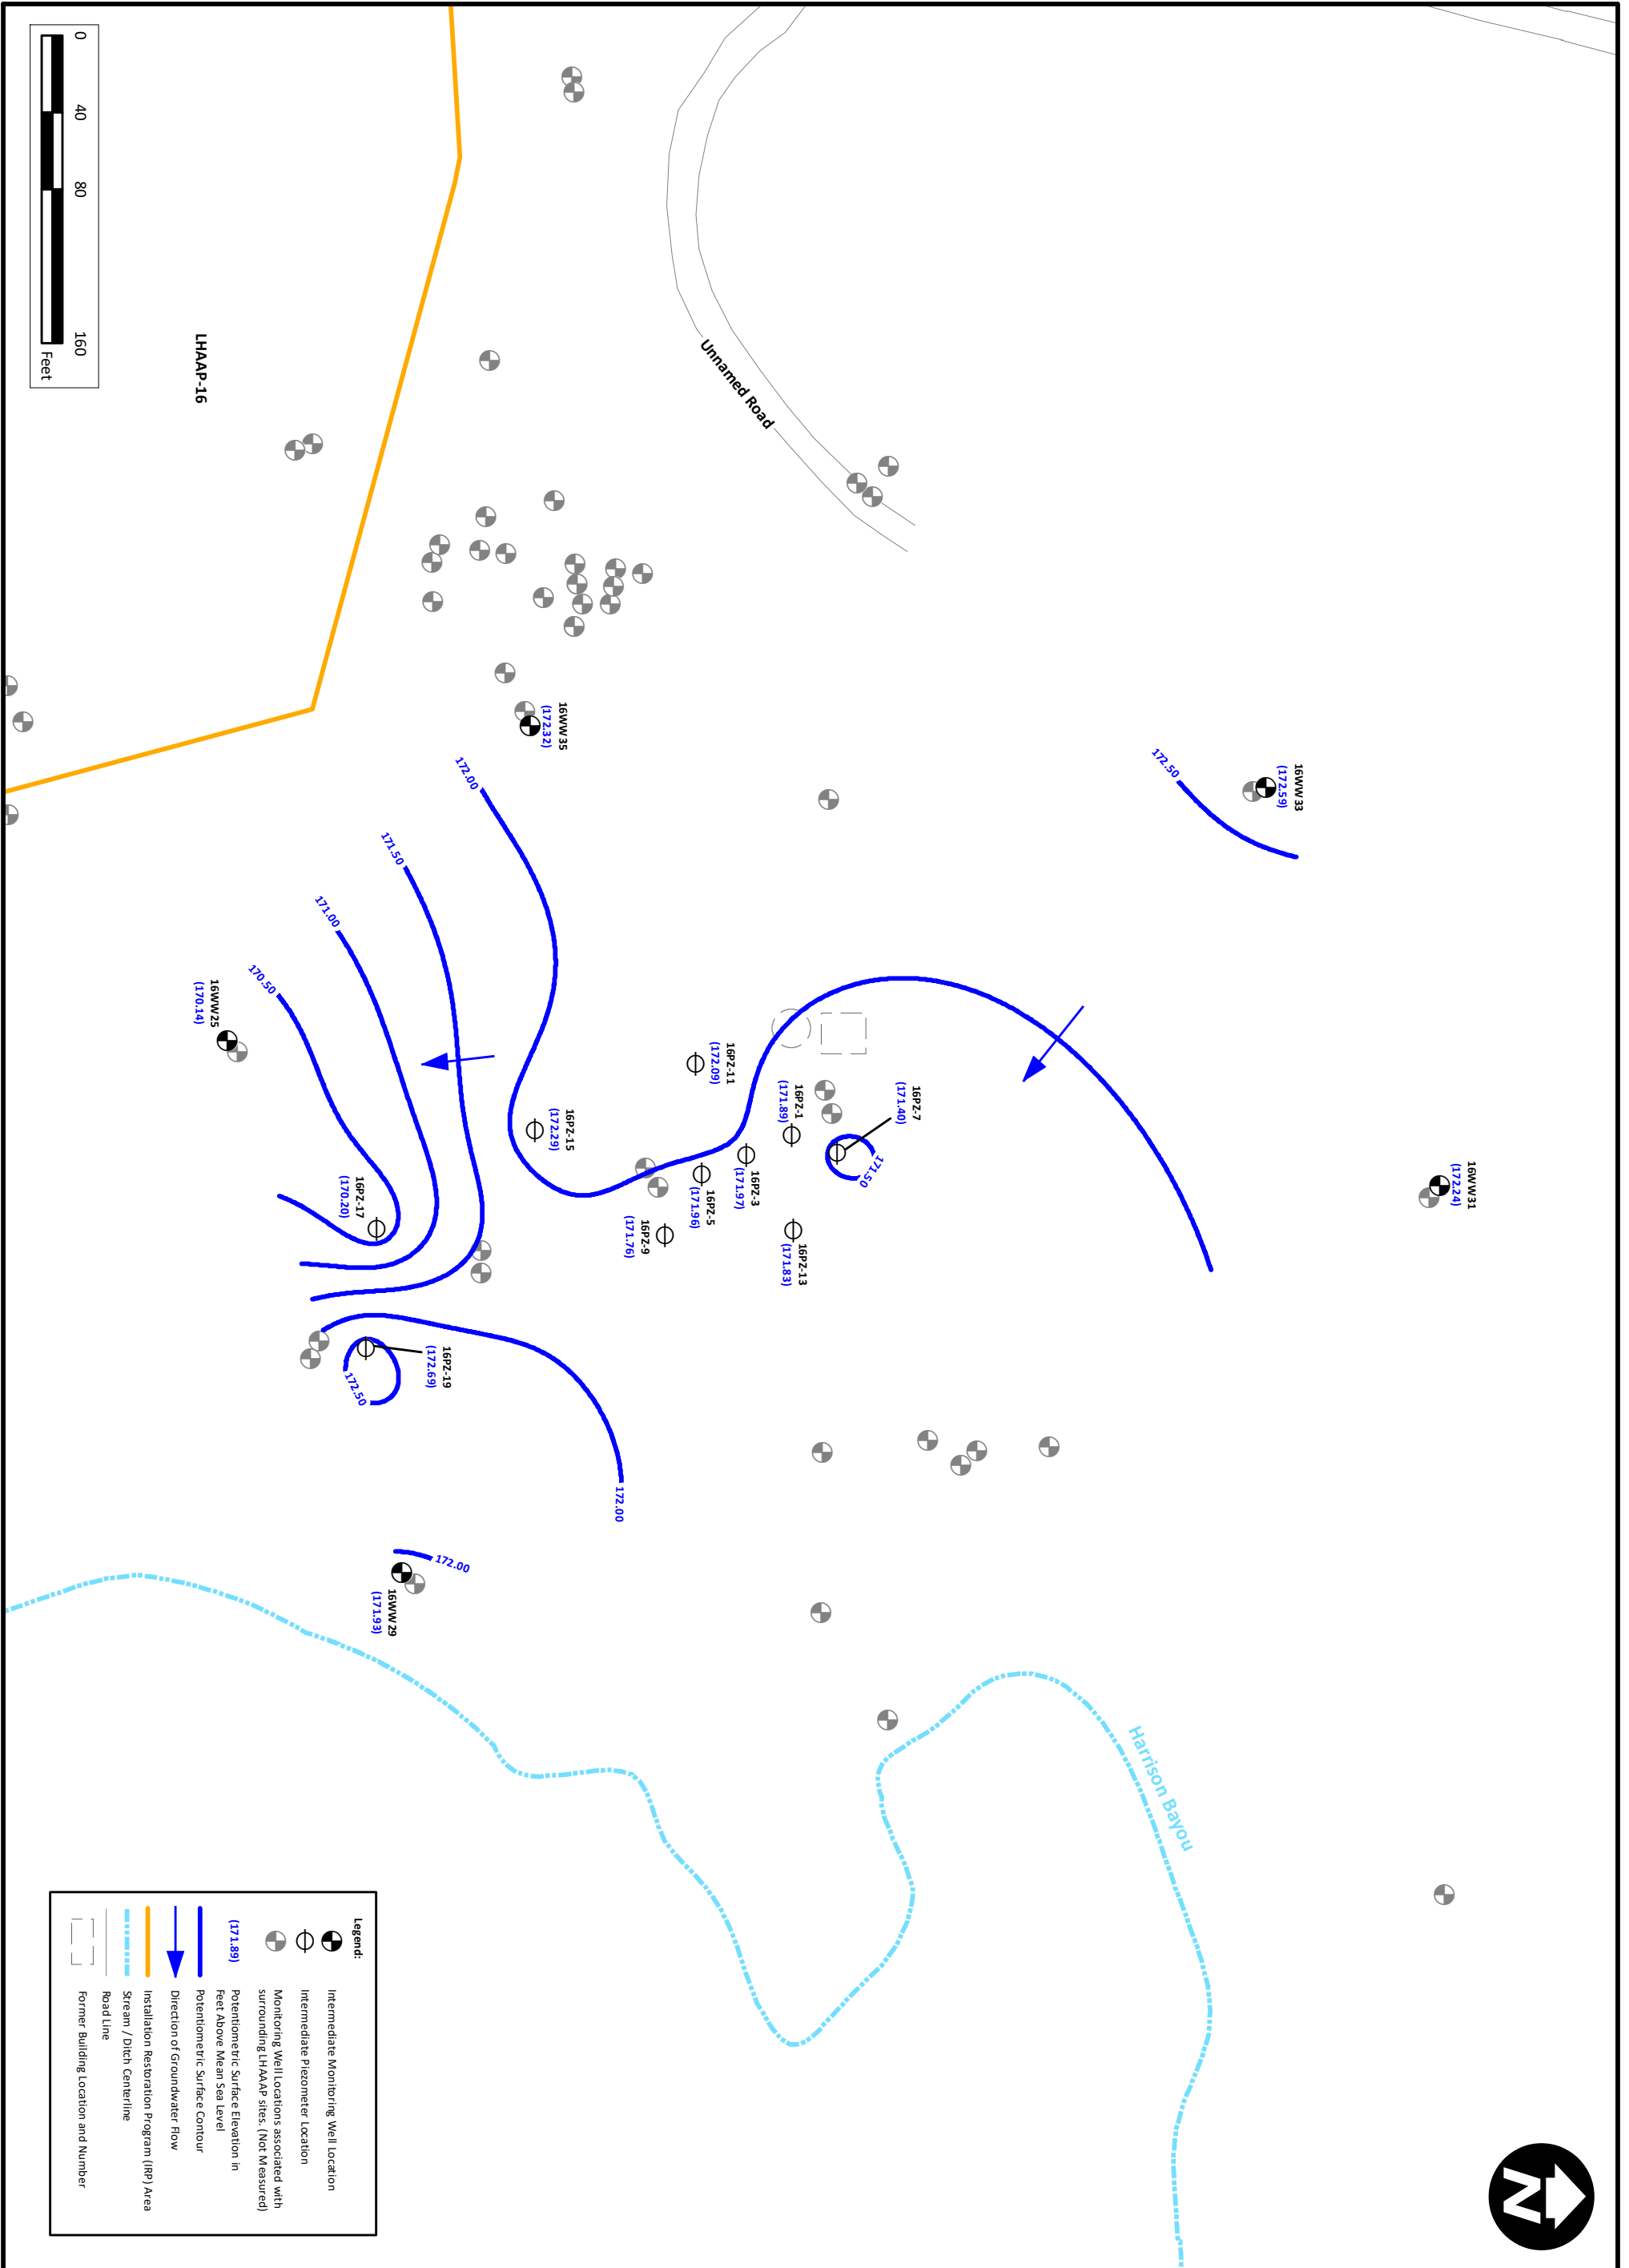 0 40 80 160
Feet
LHAAP-16
Unnamed Road
16WW33
(172.59)
172.50
16WW31
(172.24)
16WW35
(172.32)
172.00
171.50
171.00
170.50
16WW25
(170.14)
16PZ-7
(171.40)
171.50
16PZ-1
(171.89)
16PZ-11
(172.09)
16PZ-13
(171.83)
16PZ-3
(171.97)
16PZ-5
(171.96)
16PZ-9
(171.76)
16PZ-15
(172.29)
16PZ-17
(170.20)
16PZ-19
(172.69)
172.50
172.00
172.00
16WW29
(171.93)
Harrison Bayou
N
Legend:
Intermediate Monitoring Well Location
Intermediate Piezometer Location
Monitoring Well Locations associated with
surrounding LHAAAP sites. (Not Measured)
(171.89) Potentiometric Surface Elevation in
Feet Above Mean Sea Level
Potentiometric Surface Contour
Direction of Groundwater Flow
Installation Restoration Program (IRP) Area
Stream / Ditch Centerline
Road Line
Former Building Location and Number